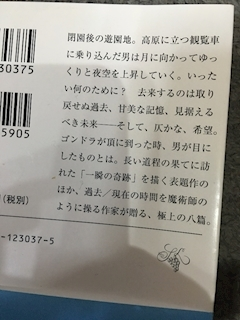 閉園後の遊園地。高原に立つ観覧車
に乗り込んだ男は月に向かってゆ
っくりと夜空を上昇していく。いった
い何のために? 去来するのは取り
戻せぬ過去、甘美な記憶、見据える
べき未来――そして、仄かな、希望。
ゴンドラが頂に到った時、男が目に
したものとは。長い道程の果てに訪
れた「一瞬の奇跡」を描く表題作の
ほか、過去/現在の時間を魔術師の
ように操る作家が贈る、極上の八篇。
30375
5905
(税別)
-123037-5